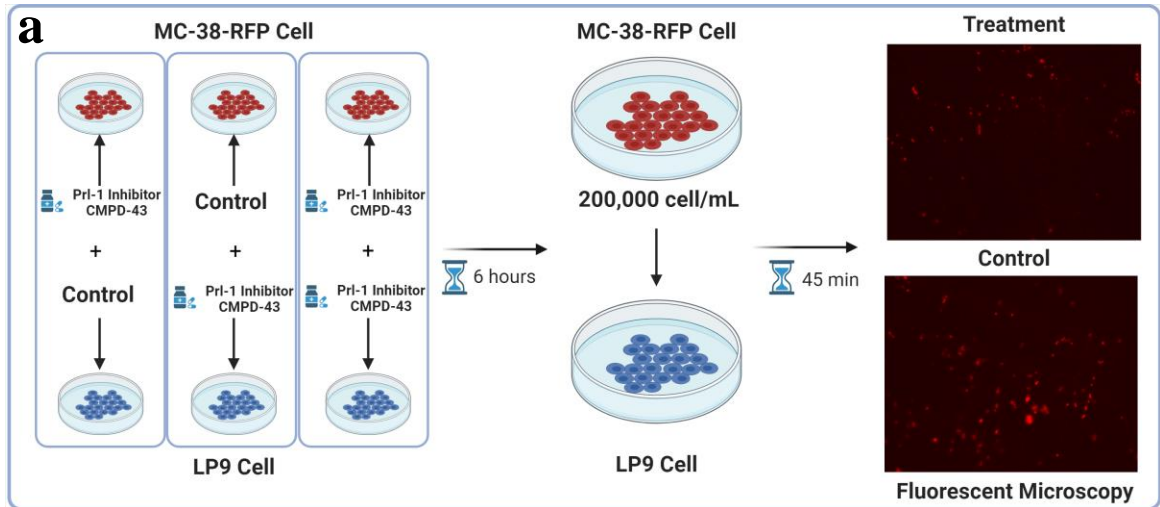 a
MC-38-RFP Cell
Prl-1 Inhibitor
CMPD-43
+
Control
Control
+
Prl-1 Inhibitor
CMPD-43
Prl-1 Inhibitor
CMPD-43
+
Prl-1 Inhibitor
CMPD-43
LP9 Cell
6 hours
MC-38-RFP Cell
200,000 cell/mL
LP9 Cell
45 min
Treatment
Control
Fluorescent Microscopy